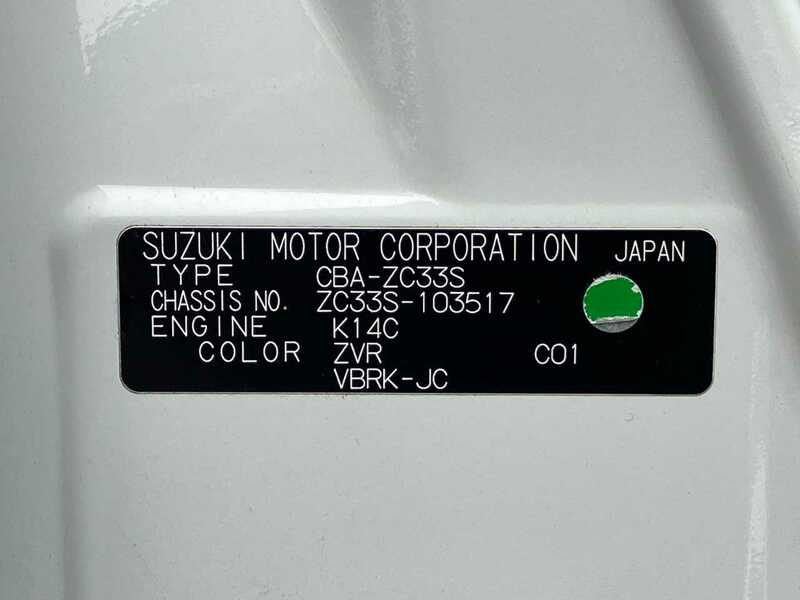 SUZUKI MOTOR CORPORATION JAPAN
TYPE CBA-ZC33S
CHASSIS NO. ZC33S-103517
ENGINE K14C
COLOR ZVR C01
VBRK-JC